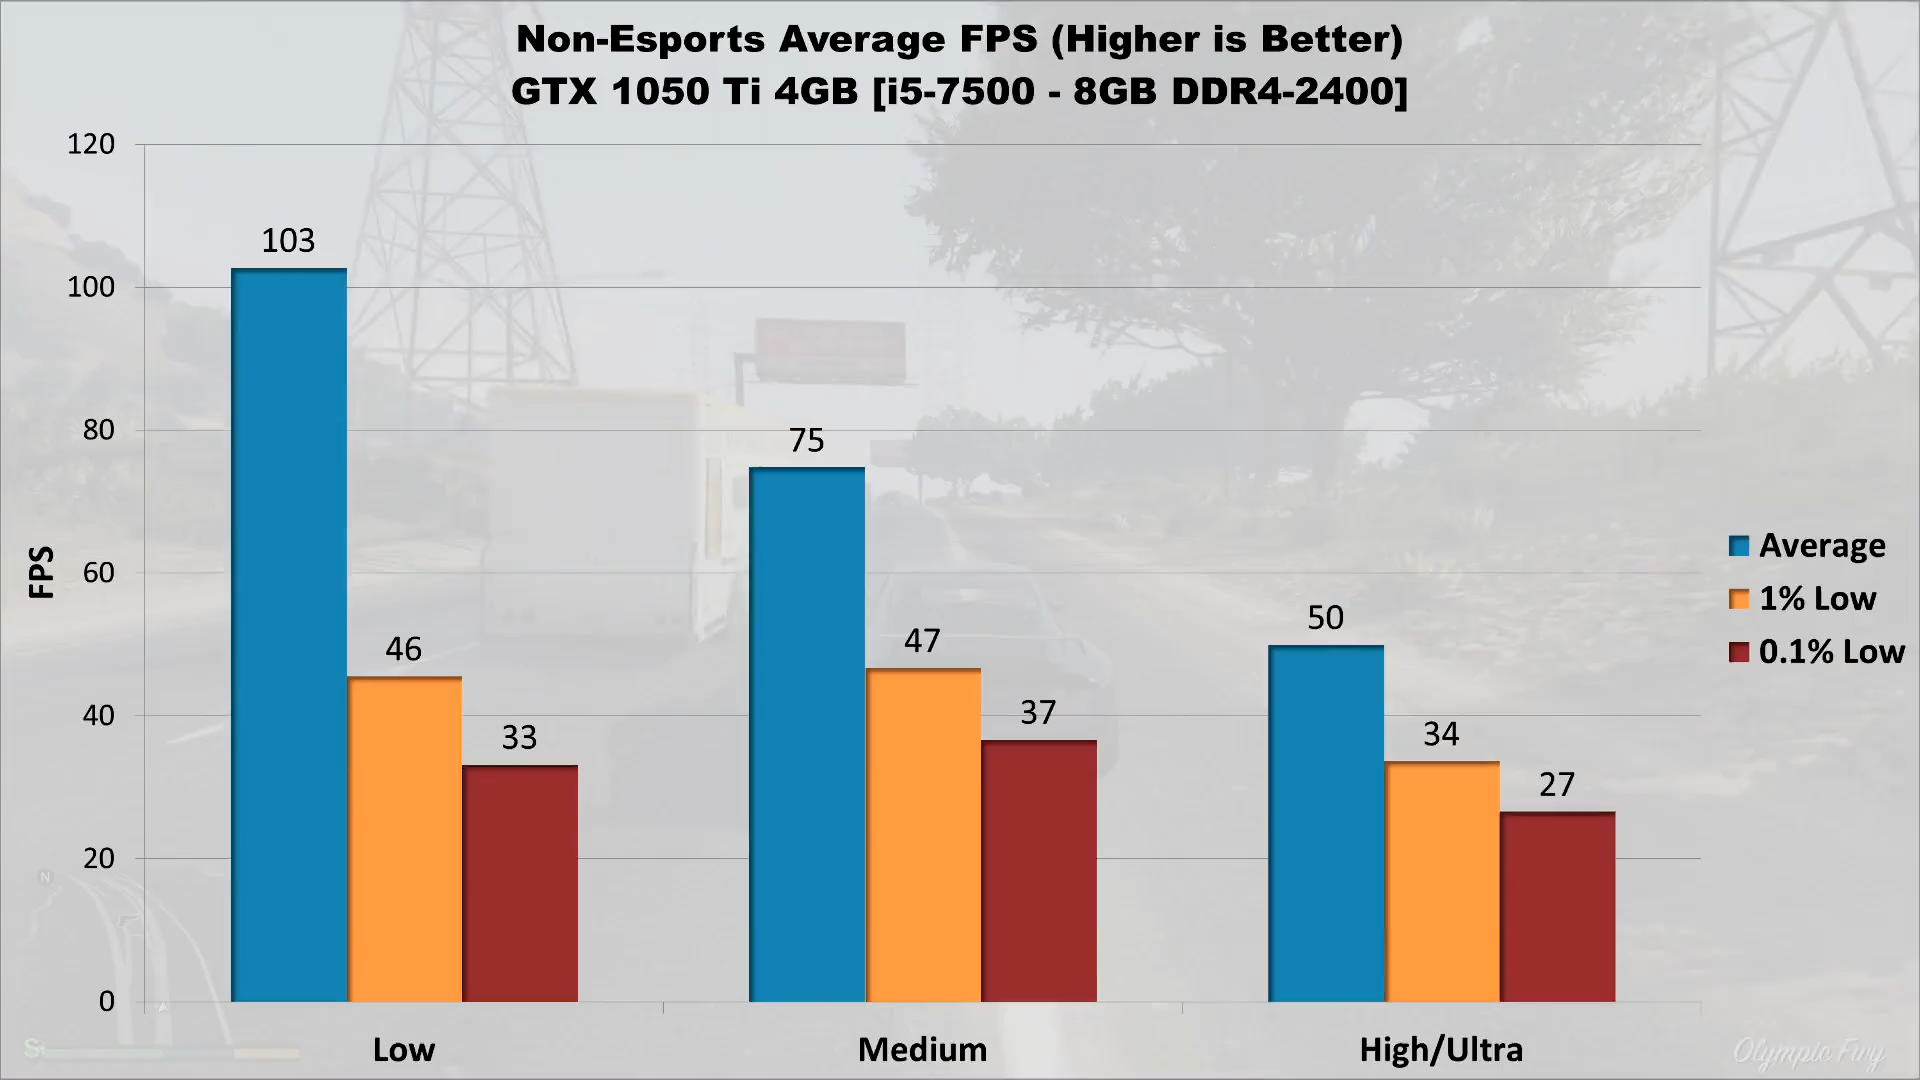 Non-Esports Average FPS (Higher is Better)
GTX 1050 Ti 4GB [i5-7500 - 8GB DDR4-2400]
120
100
80
60
40
20
0
FPS
103
46
33
75
47
37
50
34
27
Low
Medium
High/Ultra
Average
1% Low
0.1% Low
N
Olympic Fwy